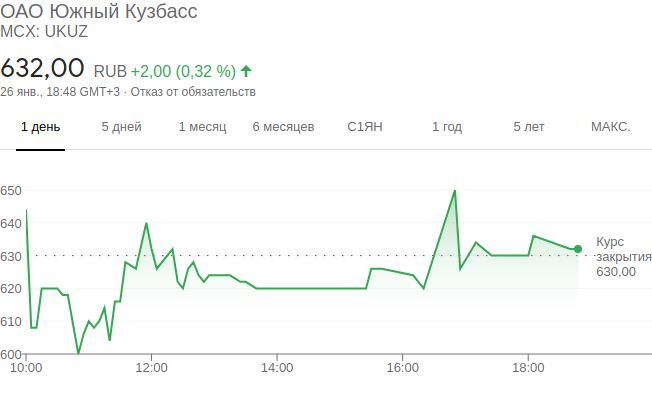 ОАО Южный Кузбасс
MCX: UKUZ
632,00 RUB +2,00 (0,32 %)
26 янв., 18:48 GMT+3 · Отказ от обязательств
1 день 5 дней 1 месяц 6 месяцев С1ЯН 1 год 5 лет МАКС.
650
640
630
620
610
600
Курс
закрытия
630,00
10:00 12:00 14:00 16:00 18:00